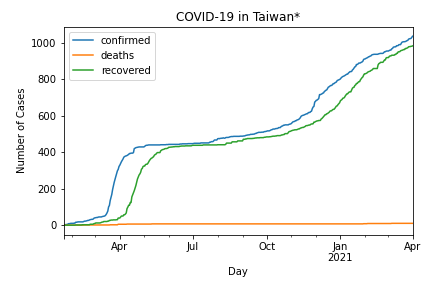 COVID-19 in Taiwan*
confirmed
deaths
recovered
Number of Cases
1000
800
600
400
200
0
Apr Jul Oct Jan Apr
2021
Day